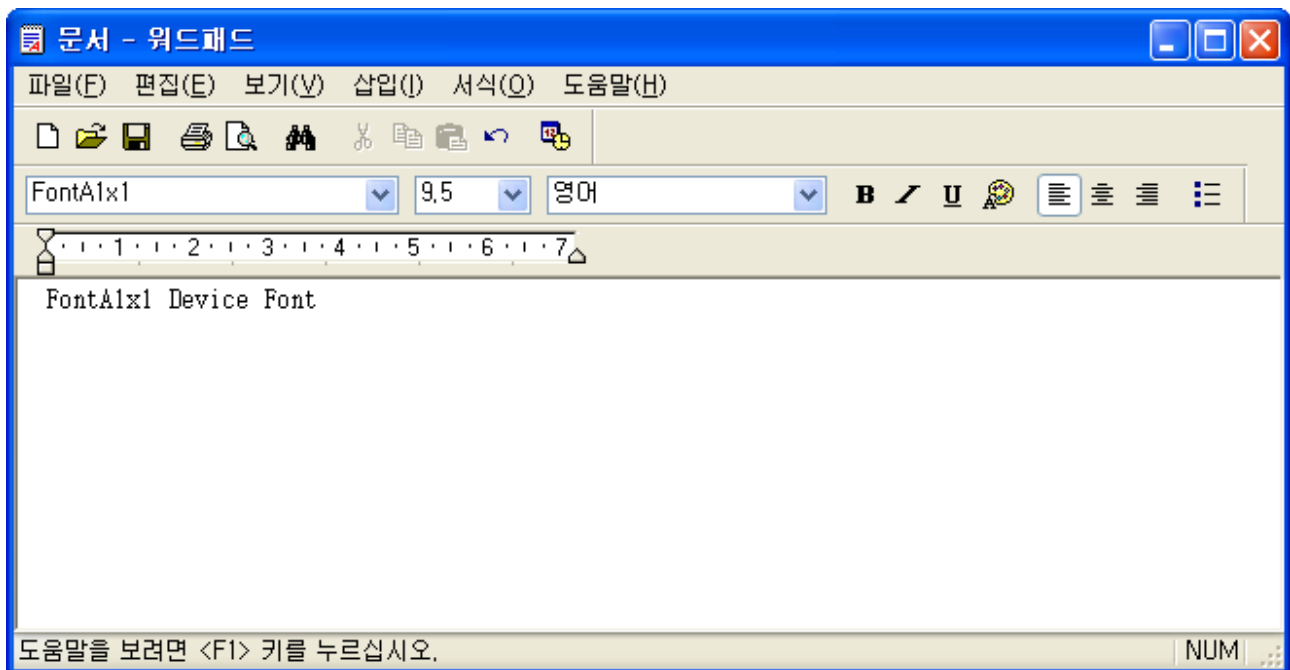 문서 - 워드패드
파일(F) 편집(E) 보기(V) 삽입(I) 서식(O) 도움말(H)
FontA1x1 9,5 영어 B I U
1 2 3 4 5 6 7
FontA1x1 Device Font
도움말을 보려면 <F1> 키를 누르십시오. NUM